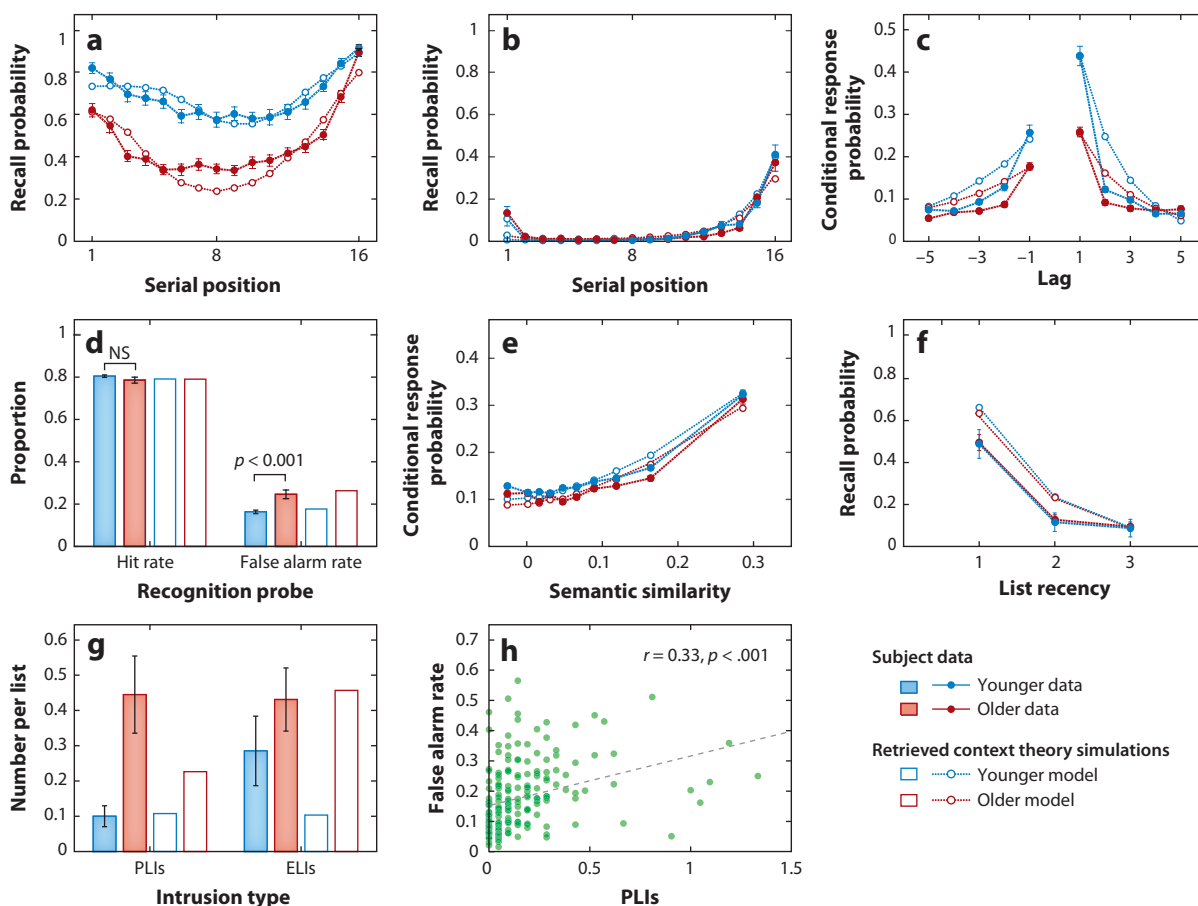 a
Recall probability
1
0.8
0.6
0.4
0.2
0
1
8
16
Serial position
b
Recall probability
1
0.8
0.6
0.4
0.2
0
1
8
16
Serial position
c
Conditional response
probability
0.5
0.4
0.3
0.2
0.1
0
–5
–3
–1
1
3
5
Lag
d
Proportion
1
0.8
0.6
0.4
0.2
0
NS
p < 0.001
Hit rate
False alarm rate
Recognition probe
e
Conditional response
probability
0.4
0.3
0.2
0.1
0
0
0.1
0.2
0.3
Semantic similarity
f
Recall probability
1
0.8
0.6
0.4
0.2
0
1
2
3
List recency
g
Number per list
0.6
0.5
0.4
0.3
0.2
0.1
0
PLIs
ELIs
Intrusion type
h
False alarm rate
0.7
0.6
0.5
0.4
0.3
0.2
0.1
0
r = 0.33, p < .001
0
0.5
1
1.5
PLIs
Subject data
Younger data
Older data
Retrieved context theory simulations
Younger model
Older model